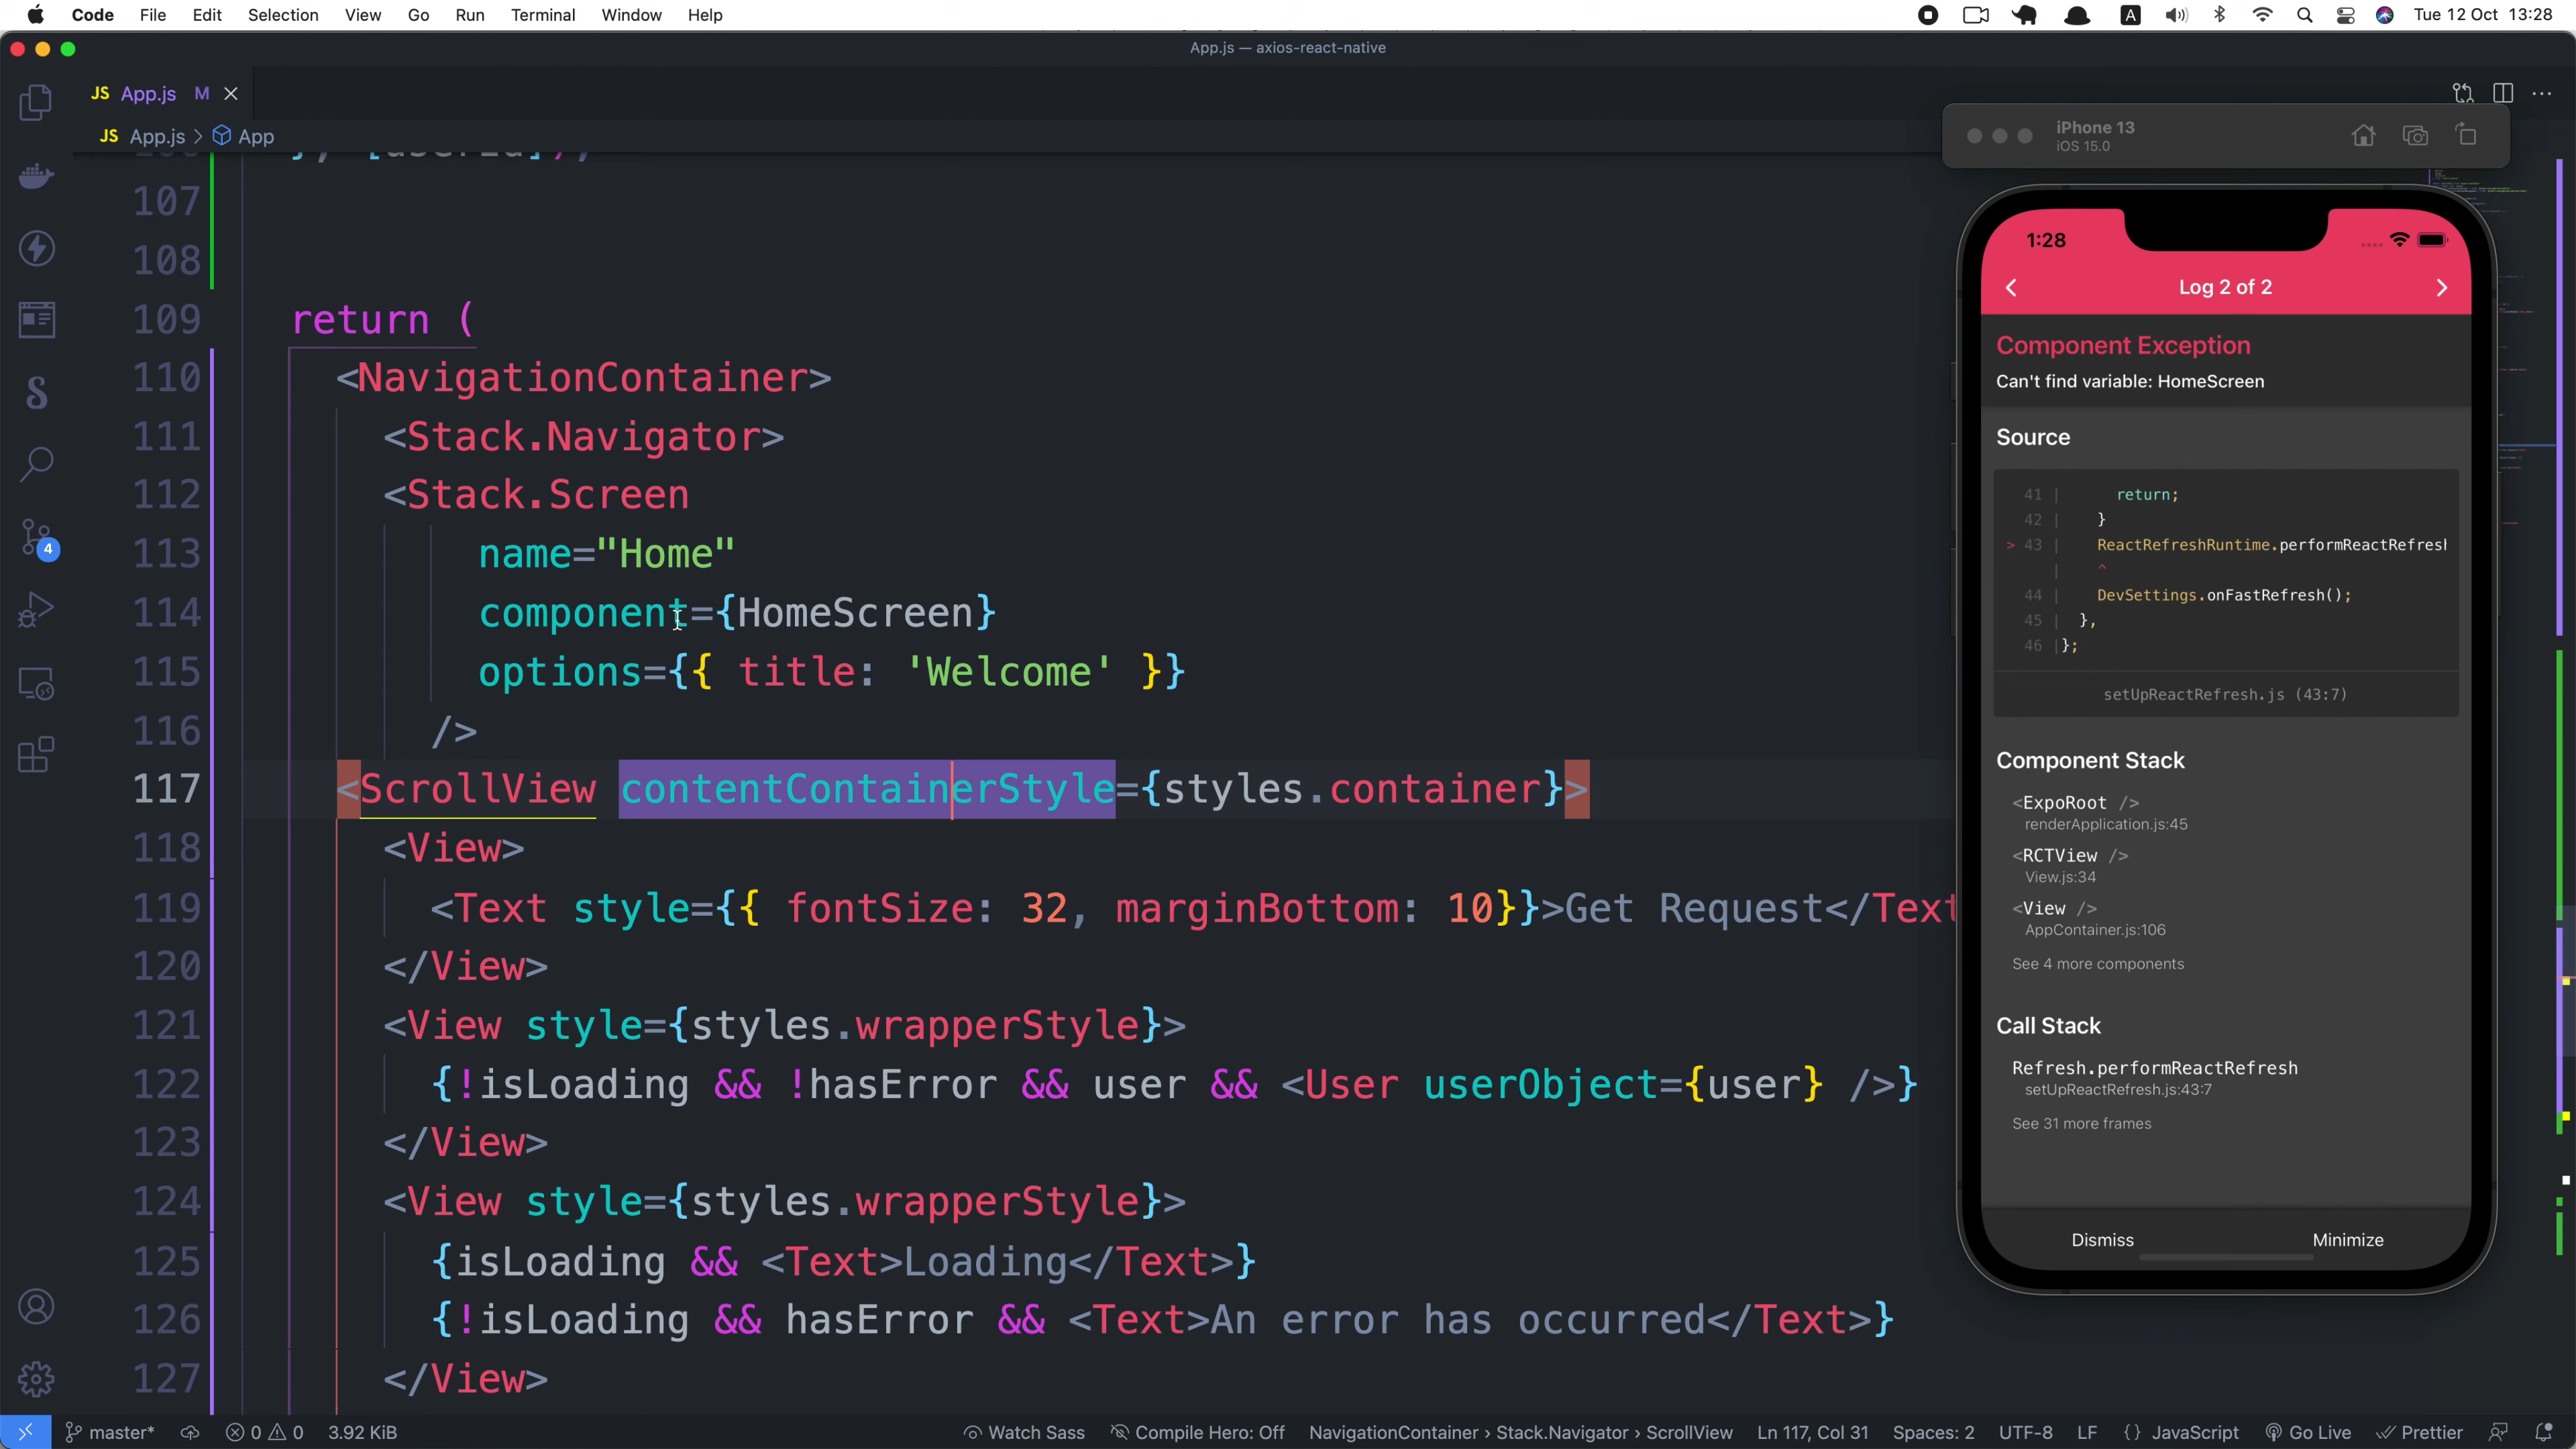 Code File Edit Selection View Go Run Terminal Window Help A Tue 12 Oct 13:28
App.js — axios-react-native
JS App.js M
JS App.js > App
107
108
109 return (
110 <NavigationContainer>
111 <Stack.Navigator>
112 <Stack.Screen
113 name="Home"
114 component={HomeScreen}
115 options={{ title: 'Welcome' }}
116 />
117 <ScrollView contentContainerStyle={styles.container}>
118 <View>
119 <Text style={{ fontSize: 32, marginBottom: 10}}>Get Request</Text
120 </View>
121 <View style={styles.wrapperStyle}>
122 {!isLoading && !hasError && user && <User userObject={user} />}
123 </View>
124 <View style={styles.wrapperStyle}>
125 {isLoading && <Text>Loading</Text>}
126 {!isLoading && hasError && <Text>An error has occurred</Text>}
127 </View>
4
iPhone 13
iOS 15.0
1:28
Log 2 of 2
Component Exception
Can't find variable: HomeScreen
Source
41 | return;
42 | }
> 43 | ReactRefreshRuntime.performReactRefresh
| ^
44 | DevSettings.onFastRefresh();
45 | },
46 |};
setUpReactRefresh.js (43:7)
Component Stack
<ExpoRoot />
renderApplication.js:45
<RCTView />
View.js:34
<View />
AppContainer.js:106
See 4 more components
Call Stack
Refresh.performReactRefresh
setUpReactRefresh.js:43:7
See 31 more frames
Dismiss Minimize
master* 0 0 3.92 KiB Watch Sass Compile Hero: Off NavigationContainer › Stack.Navigator › ScrollView Ln 117, Col 31 Spaces: 2 UTF-8 LF {} JavaScript Go Live Prettier